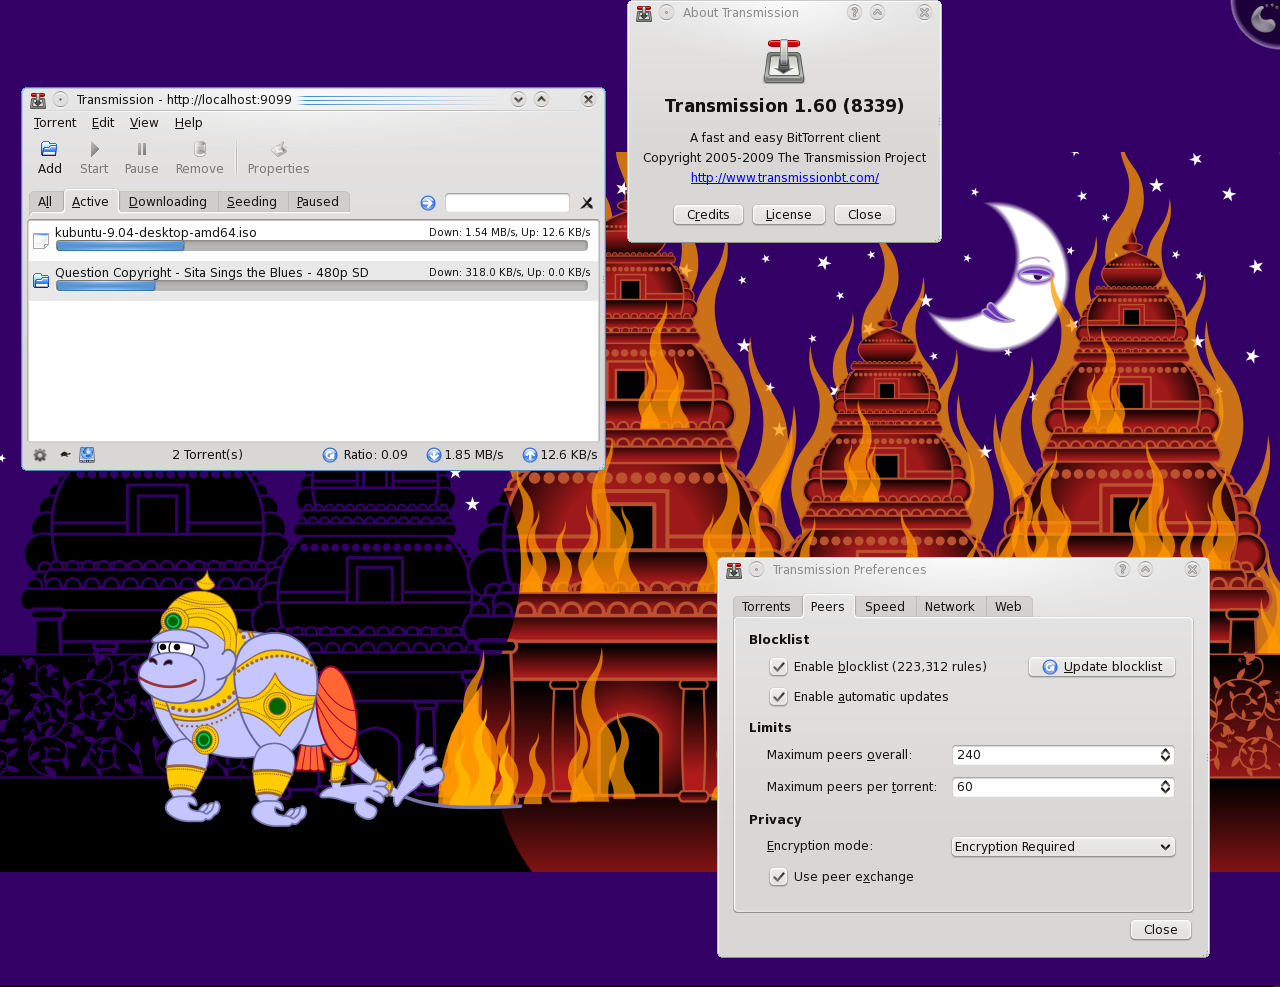 About Transmission
Transmission 1.60 (8339)
A fast and easy BitTorrent client
Copyright 2005-2009 The Transmission Project
http://www.transmissionbt.com/
Credits License Close
Transmission - http://localhost:9099
Torrent Edit View Help
Add Start Pause Remove Properties
All Active Downloading Seeding Paused
kubuntu-9.04-desktop-amd64.iso Down: 1.54 MB/s, Up: 12.6 KB/s
Question Copyright - Sita Sings the Blues - 480p SD Down: 318.0 KB/s, Up: 0.0 KB/s
2 Torrent(s) Ratio: 0.09 1.85 MB/s 12.6 KB/s
Transmission Preferences
Torrents Peers Speed Network Web
Blocklist
Enable blocklist (223,312 rules) Update blocklist
Enable automatic updates
Limits
Maximum peers overall: 240
Maximum peers per torrent: 60
Privacy
Encryption mode: Encryption Required
Use peer exchange
Close